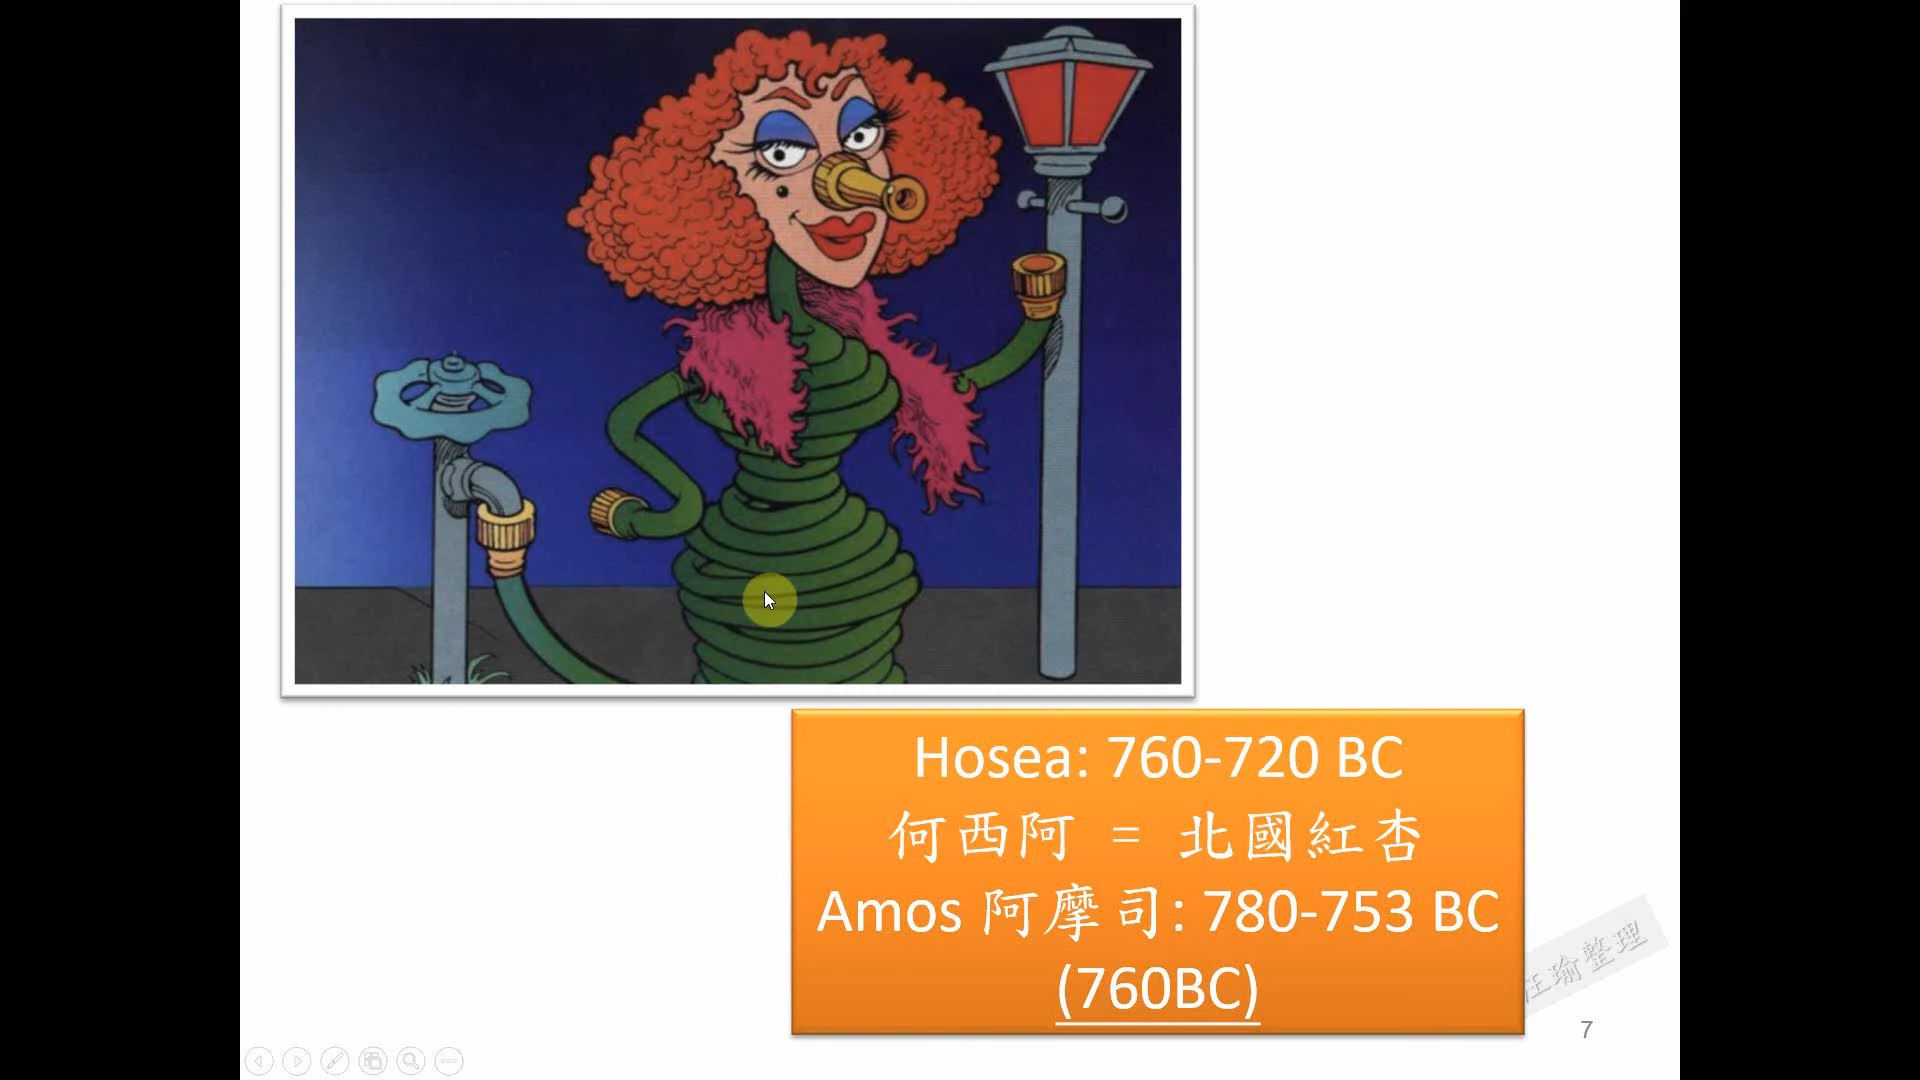 Hosea: 760-720 BC
何西阿 = 北國紅杏
Amos 阿摩司: 780-753 BC
(760BC)
汪瑜整理
7